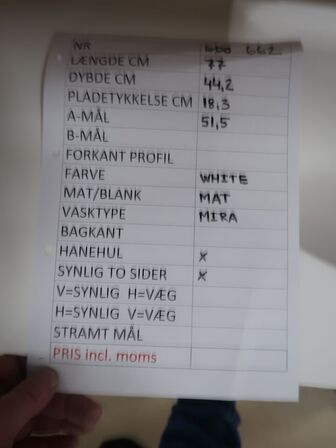 NR 660 662
LÆNGDE CM 77
DYBDE CM 44,2
PLADETYKKELSE CM 18,3
A-MÅL 51,5
B-MÅL
FORKANT PROFIL
FARVE WHITE
MAT/BLANK MAT
VASKTYPE MIRA
BAGKANT
HANEHUL x
SYNLIG TO SIDER x
V=SYNLIG H=VÆG
H=SYNLIG V=VÆG
STRAMT MÅL
PRIS incl. moms